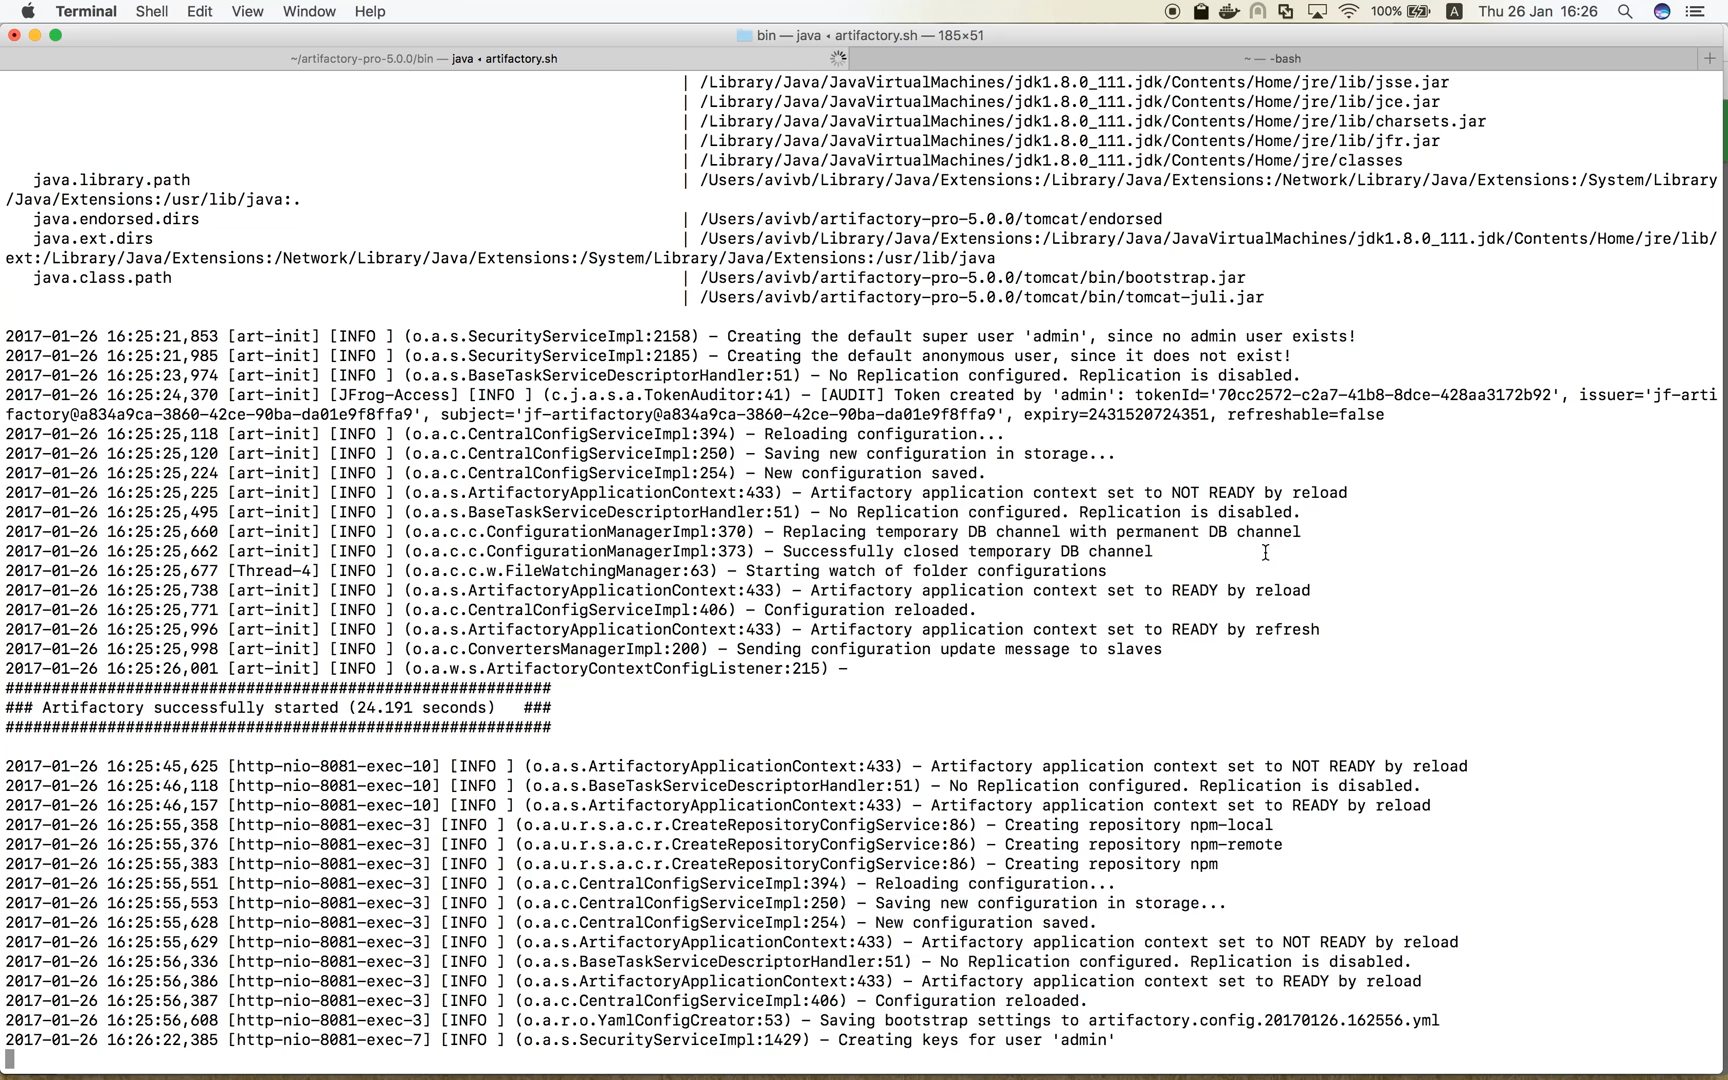 Terminal Shell Edit View Window Help 100% A Thu 26 Jan 16:26
bin — java ◂ artifactory.sh — 185×51
~/artifactory-pro-5.0.0/bin — java ◂ artifactory.sh ~ — -bash +
| /Library/Java/JavaVirtualMachines/jdk1.8.0_111.jdk/Contents/Home/jre/lib/jsse.jar
| /Library/Java/JavaVirtualMachines/jdk1.8.0_111.jdk/Contents/Home/jre/lib/jce.jar
| /Library/Java/JavaVirtualMachines/jdk1.8.0_111.jdk/Contents/Home/jre/lib/charsets.jar
| /Library/Java/JavaVirtualMachines/jdk1.8.0_111.jdk/Contents/Home/jre/lib/jfr.jar
| /Library/Java/JavaVirtualMachines/jdk1.8.0_111.jdk/Contents/Home/jre/classes
java.library.path | /Users/avivb/Library/Java/Extensions:/Library/Java/Extensions:/Network/Library/Java/Extensions:/System/Library
/Java/Extensions:/usr/lib/java:.
java.endorsed.dirs | /Users/avivb/artifactory-pro-5.0.0/tomcat/endorsed
java.ext.dirs | /Users/avivb/Library/Java/Extensions:/Library/Java/JavaVirtualMachines/jdk1.8.0_111.jdk/Contents/Home/jre/lib/
ext:/Library/Java/Extensions:/Network/Library/Java/Extensions:/System/Library/Java/Extensions:/usr/lib/java
java.class.path | /Users/avivb/artifactory-pro-5.0.0/tomcat/bin/bootstrap.jar
| /Users/avivb/artifactory-pro-5.0.0/tomcat/bin/tomcat-juli.jar
2017-01-26 16:25:21,853 [art-init] [INFO ] (o.a.s.SecurityServiceImpl:2158) – Creating the default super user 'admin', since no admin user exists!
2017-01-26 16:25:21,985 [art-init] [INFO ] (o.a.s.SecurityServiceImpl:2185) – Creating the default anonymous user, since it does not exist!
2017-01-26 16:25:23,974 [art-init] [INFO ] (o.a.s.BaseTaskServiceDescriptorHandler:51) – No Replication configured. Replication is disabled.
2017-01-26 16:25:24,370 [art-init] [JFrog-Access] [INFO ] (c.j.a.s.a.TokenAuditor:41) – [AUDIT] Token created by 'admin': tokenId='70cc2572-c2a7-41b8-8dce-428aa3172b92', issuer='jf-arti
factory@a834a9ca-3860-42ce-90ba-da01e9f8ffa9', subject='jf-artifactory@a834a9ca-3860-42ce-90ba-da01e9f8ffa9', expiry=2431520724351, refreshable=false
2017-01-26 16:25:25,118 [art-init] [INFO ] (o.a.c.CentralConfigServiceImpl:394) – Reloading configuration...
2017-01-26 16:25:25,120 [art-init] [INFO ] (o.a.c.CentralConfigServiceImpl:250) – Saving new configuration in storage...
2017-01-26 16:25:25,224 [art-init] [INFO ] (o.a.c.CentralConfigServiceImpl:254) – New configuration saved.
2017-01-26 16:25:25,225 [art-init] [INFO ] (o.a.s.ArtifactoryApplicationContext:433) – Artifactory application context set to NOT READY by reload
2017-01-26 16:25:25,495 [art-init] [INFO ] (o.a.s.BaseTaskServiceDescriptorHandler:51) – No Replication configured. Replication is disabled.
2017-01-26 16:25:25,660 [art-init] [INFO ] (o.a.c.c.ConfigurationManagerImpl:370) – Replacing temporary DB channel with permanent DB channel
2017-01-26 16:25:25,662 [art-init] [INFO ] (o.a.c.c.ConfigurationManagerImpl:373) – Successfully closed temporary DB channel
2017-01-26 16:25:25,677 [Thread-4] [INFO ] (o.a.c.c.w.FileWatchingManager:63) – Starting watch of folder configurations
2017-01-26 16:25:25,738 [art-init] [INFO ] (o.a.s.ArtifactoryApplicationContext:433) – Artifactory application context set to READY by reload
2017-01-26 16:25:25,771 [art-init] [INFO ] (o.a.c.CentralConfigServiceImpl:406) – Configuration reloaded.
2017-01-26 16:25:25,996 [art-init] [INFO ] (o.a.s.ArtifactoryApplicationContext:433) – Artifactory application context set to READY by refresh
2017-01-26 16:25:25,998 [art-init] [INFO ] (o.a.c.ConvertersManagerImpl:200) – Sending configuration update message to slaves
2017-01-26 16:25:26,001 [art-init] [INFO ] (o.a.w.s.ArtifactoryContextConfigListener:215) –
###########################################################
### Artifactory successfully started (24.191 seconds) ###
###########################################################
2017-01-26 16:25:45,625 [http-nio-8081-exec-10] [INFO ] (o.a.s.ArtifactoryApplicationContext:433) – Artifactory application context set to NOT READY by reload
2017-01-26 16:25:46,118 [http-nio-8081-exec-10] [INFO ] (o.a.s.BaseTaskServiceDescriptorHandler:51) – No Replication configured. Replication is disabled.
2017-01-26 16:25:46,157 [http-nio-8081-exec-10] [INFO ] (o.a.s.ArtifactoryApplicationContext:433) – Artifactory application context set to READY by reload
2017-01-26 16:25:55,358 [http-nio-8081-exec-3] [INFO ] (o.a.u.r.s.a.c.r.CreateRepositoryConfigService:86) – Creating repository npm-local
2017-01-26 16:25:55,376 [http-nio-8081-exec-3] [INFO ] (o.a.u.r.s.a.c.r.CreateRepositoryConfigService:86) – Creating repository npm-remote
2017-01-26 16:25:55,383 [http-nio-8081-exec-3] [INFO ] (o.a.u.r.s.a.c.r.CreateRepositoryConfigService:86) – Creating repository npm
2017-01-26 16:25:55,551 [http-nio-8081-exec-3] [INFO ] (o.a.c.CentralConfigServiceImpl:394) – Reloading configuration...
2017-01-26 16:25:55,553 [http-nio-8081-exec-3] [INFO ] (o.a.c.CentralConfigServiceImpl:250) – Saving new configuration in storage...
2017-01-26 16:25:55,628 [http-nio-8081-exec-3] [INFO ] (o.a.c.CentralConfigServiceImpl:254) – New configuration saved.
2017-01-26 16:25:55,629 [http-nio-8081-exec-3] [INFO ] (o.a.s.ArtifactoryApplicationContext:433) – Artifactory application context set to NOT READY by reload
2017-01-26 16:25:56,336 [http-nio-8081-exec-3] [INFO ] (o.a.s.BaseTaskServiceDescriptorHandler:51) – No Replication configured. Replication is disabled.
2017-01-26 16:25:56,386 [http-nio-8081-exec-3] [INFO ] (o.a.s.ArtifactoryApplicationContext:433) – Artifactory application context set to READY by reload
2017-01-26 16:25:56,387 [http-nio-8081-exec-3] [INFO ] (o.a.c.CentralConfigServiceImpl:406) – Configuration reloaded.
2017-01-26 16:25:56,608 [http-nio-8081-exec-3] [INFO ] (o.a.r.o.YamlConfigCreator:53) – Saving bootstrap settings to artifactory.config.20170126.162556.yml
2017-01-26 16:26:22,385 [http-nio-8081-exec-7] [INFO ] (o.a.s.SecurityServiceImpl:1429) – Creating keys for user 'admin'